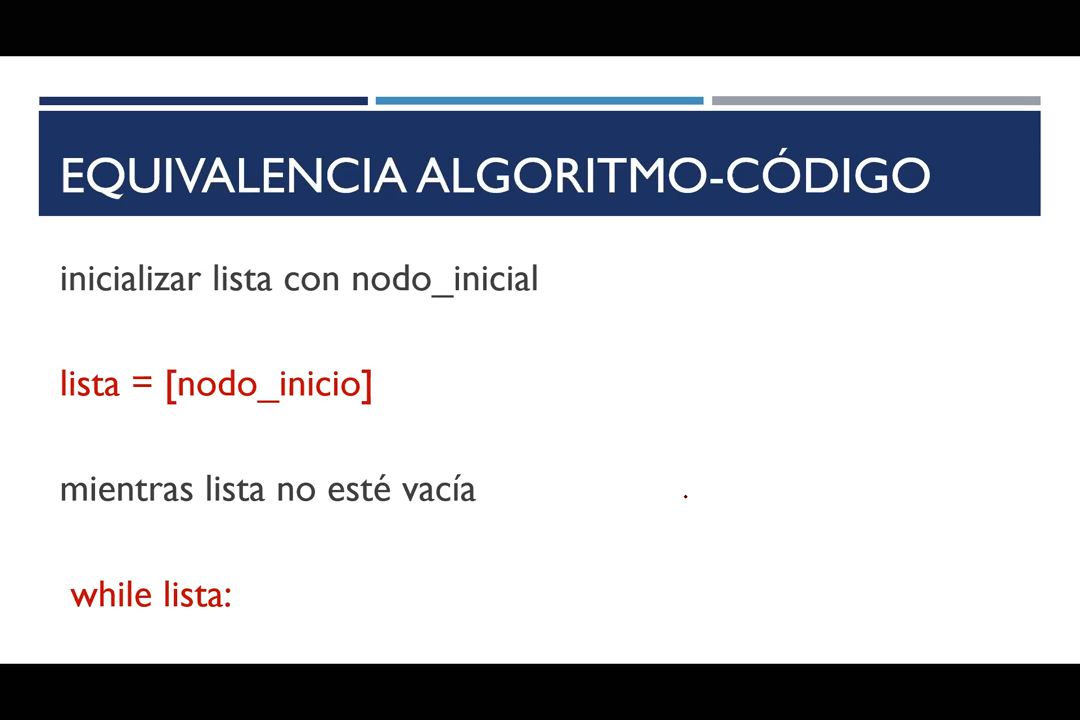 EQUIVALENCIA ALGORITMO-CÓDIGO
inicializar lista con nodo_inicial
lista = [nodo_inicio]
mientras lista no esté vacía
while lista: